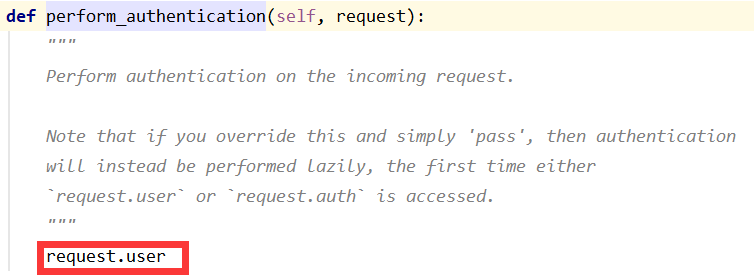 def perform_authentication(self, request):
"""
Perform authentication on the incoming request.
Note that if you override this and simply 'pass', then authentication
will instead be performed lazily, the first time either
`request.user` or `request.auth` is accessed.
"""
request.user